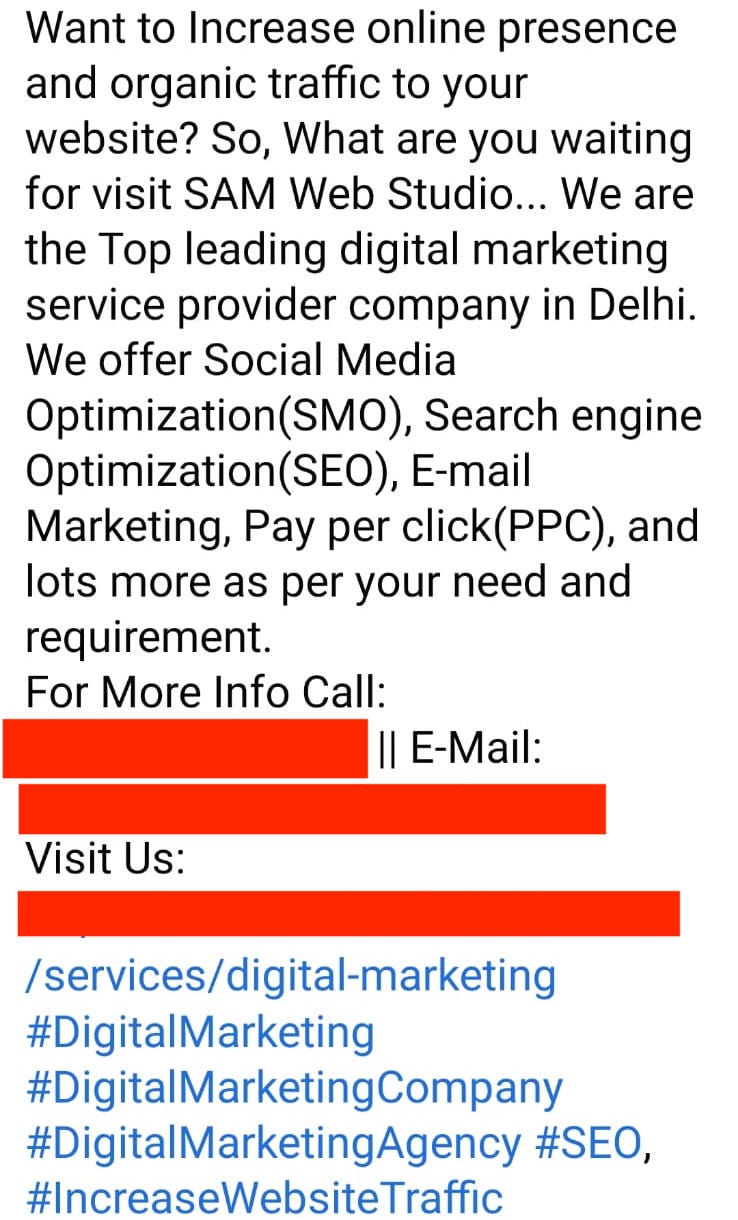 Want to Increase online presence
and organic traffic to your
website? So, What are you waiting
for visit SAM Web Studio... We are
the Top leading digital marketing
service provider company in Delhi.
We offer Social Media
Optimization(SMO), Search engine
Optimization(SEO), E-mail
Marketing, Pay per click(PPC), and
lots more as per your need and
requirement.
For More Info Call:
|| E-Mail:
Visit Us:
/services/digital-marketing
#DigitalMarketing
#DigitalMarketingCompany
#DigitalMarketingAgency #SEO,
#IncreaseWebsiteTraffic